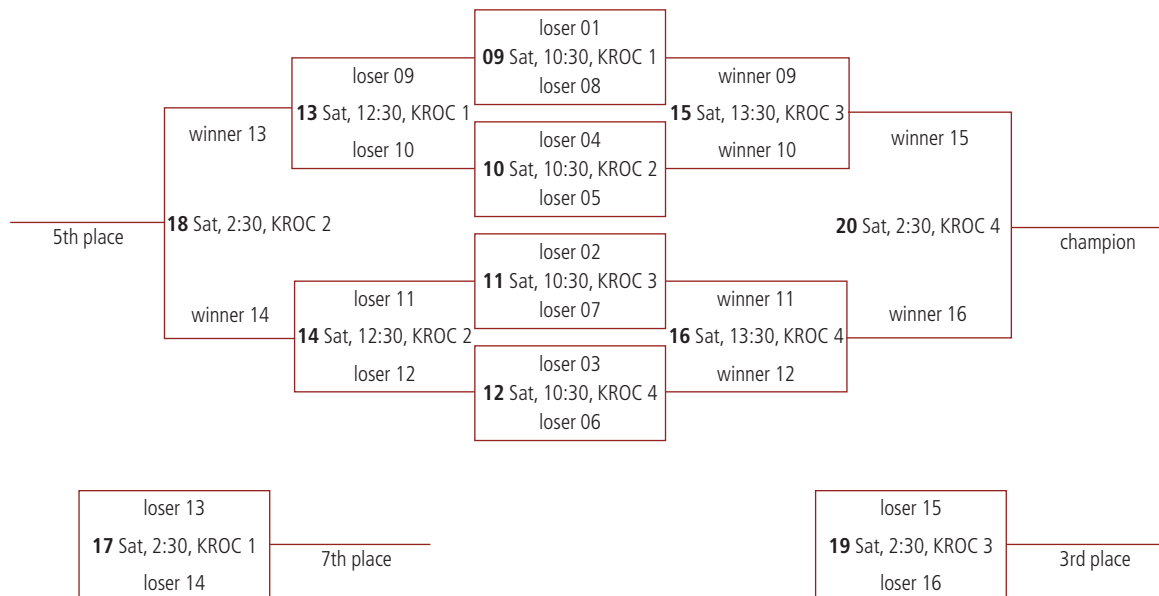 loser 01
09 Sat, 10:30, KROC 1
loser 08
loser 09
13 Sat, 12:30, KROC 1
loser 10
winner 09
15 Sat, 13:30, KROC 3
winner 10
winner 13
loser 04
10 Sat, 10:30, KROC 2
loser 05
winner 15
18 Sat, 2:30, KROC 2
5th place
20 Sat, 2:30, KROC 4
champion
loser 02
11 Sat, 10:30, KROC 3
loser 07
winner 14
loser 11
14 Sat, 12:30, KROC 2
loser 12
winner 11
16 Sat, 13:30, KROC 4
winner 12
winner 16
loser 03
12 Sat, 10:30, KROC 4
loser 06
loser 13
17 Sat, 2:30, KROC 1
loser 14
7th place
loser 15
19 Sat, 2:30, KROC 3
loser 16
3rd place